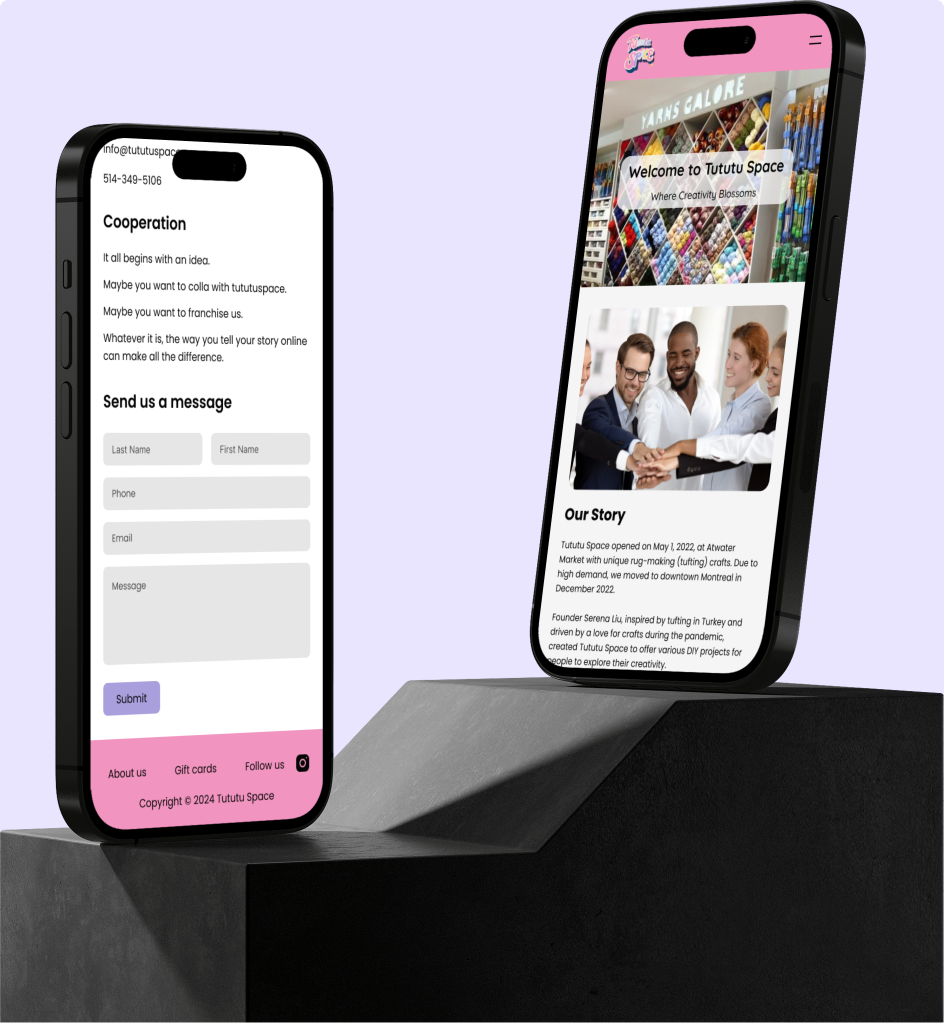 info@tututuspace
514-349-5106
Cooperation
It all begins with an idea.
Maybe you want to colla with tututuspace.
Maybe you want to franchise us.
Whatever it is, the way you tell your story online
can make all the difference.
Send us a message
Last Name
First Name
Phone
Email
Message
Submit
About us
Gift cards
Follow us
Copyright © 2024 Tututu Space
Space
YARNS GALORE
Welcome to Tututu Space
Where Creativity Blossoms
Our Story
Tututu Space opened on May 1, 2022, at Atwater
Market with unique rug-making (tufting) crafts. Due to
high demand, we moved to downtown Montreal in
December 2022.
Founder Serena Liu, inspired by tufting in Turkey and
driven by a love for crafts during the pandemic,
created Tututu Space to offer various DIY projects for
people to explore their creativity.